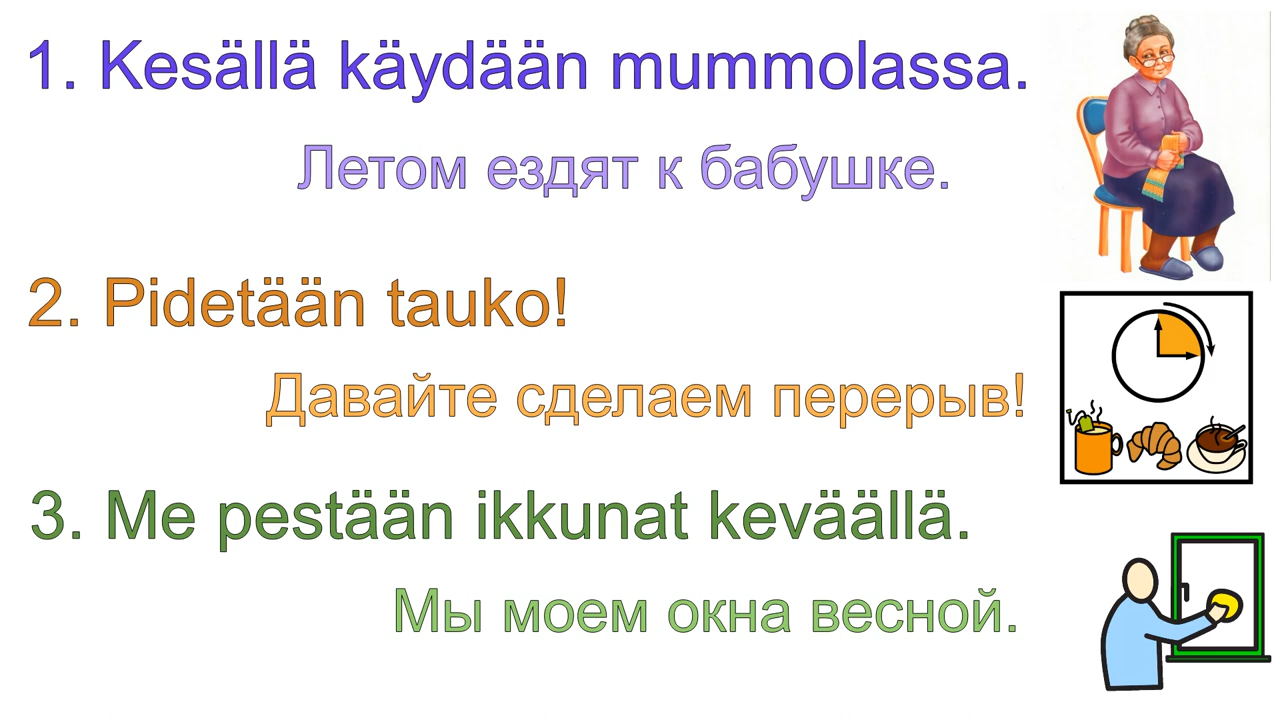 1. Kesällä käydään mummolassa.
Летом ездят к бабушке.
2. Pidetään tauko!
Давайте сделаем перерыв!
3. Me pestään ikkunat keväällä.
Мы моем окна весной.